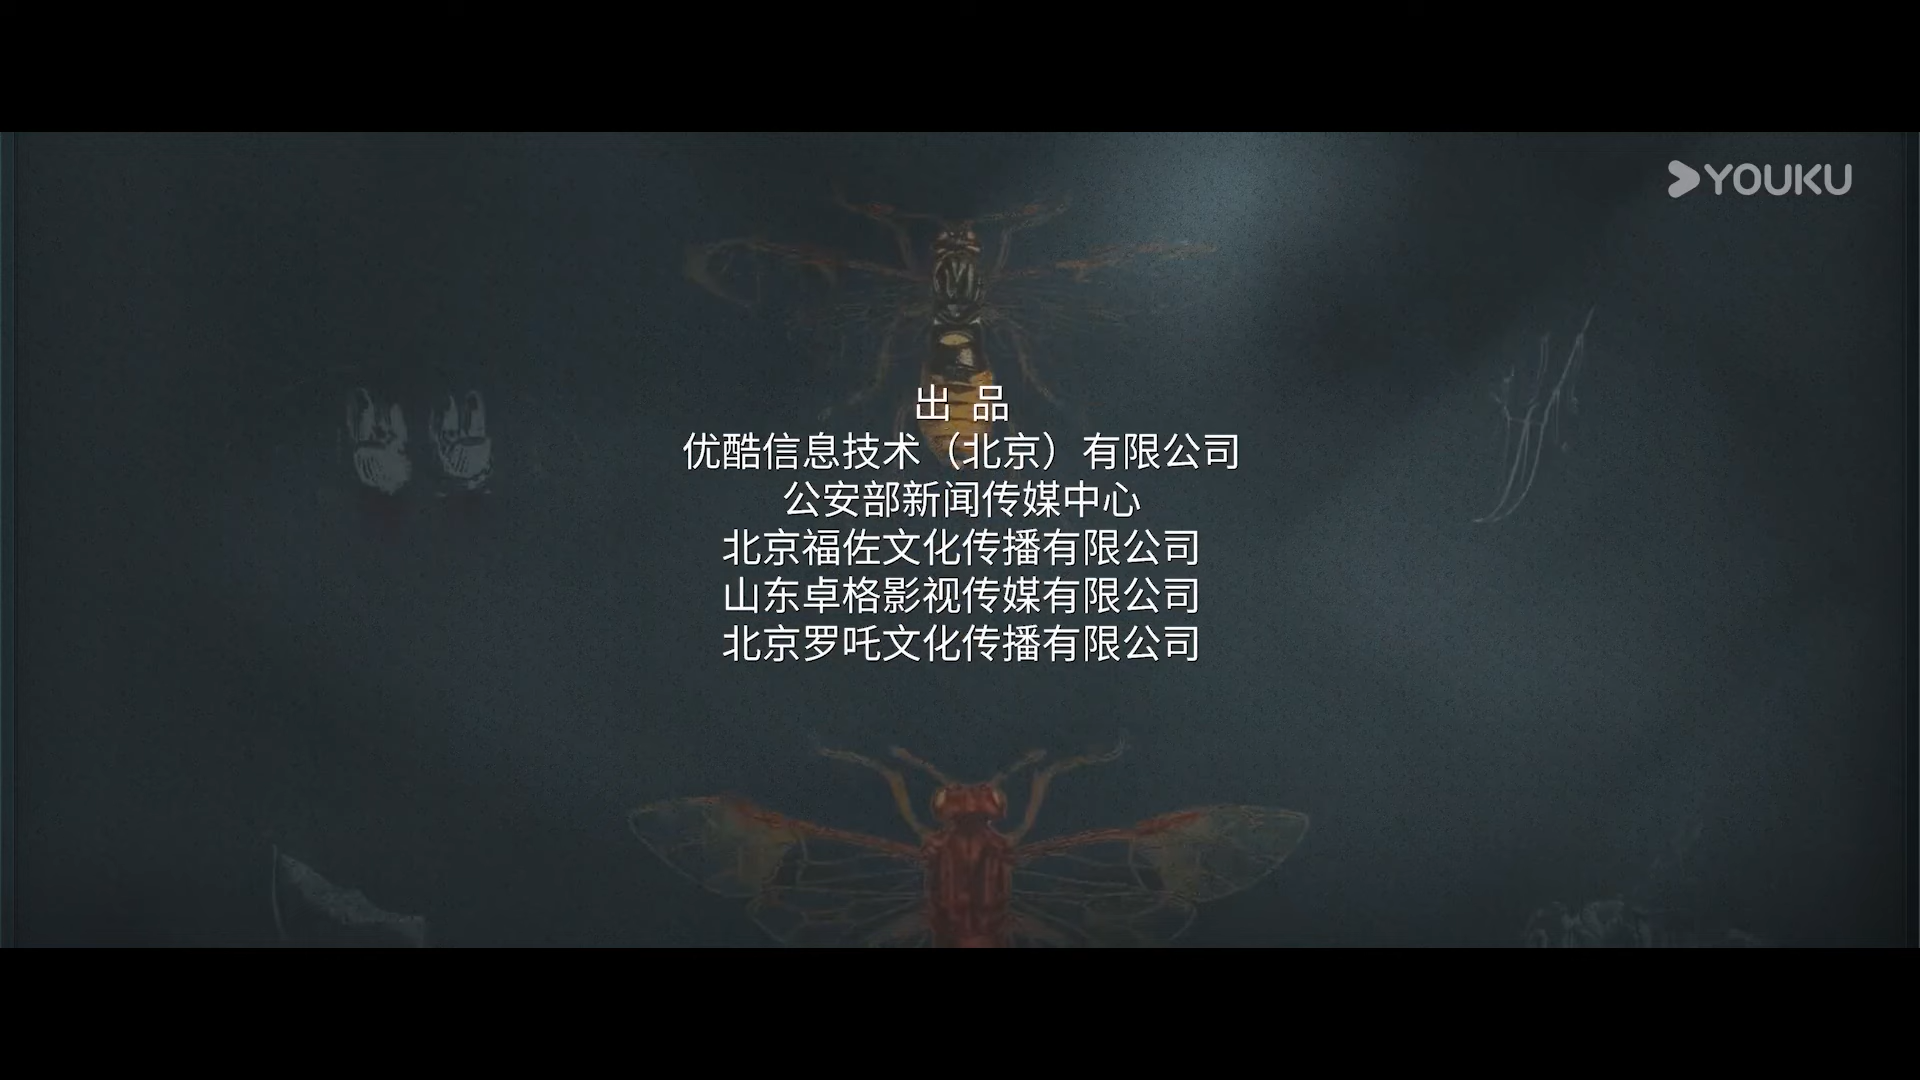 YOUKU
出 品
优酷信息技术（北京）有限公司
公安部新闻传媒中心
北京福佐文化传播有限公司
山东卓格影视传媒有限公司
北京罗吒文化传播有限公司